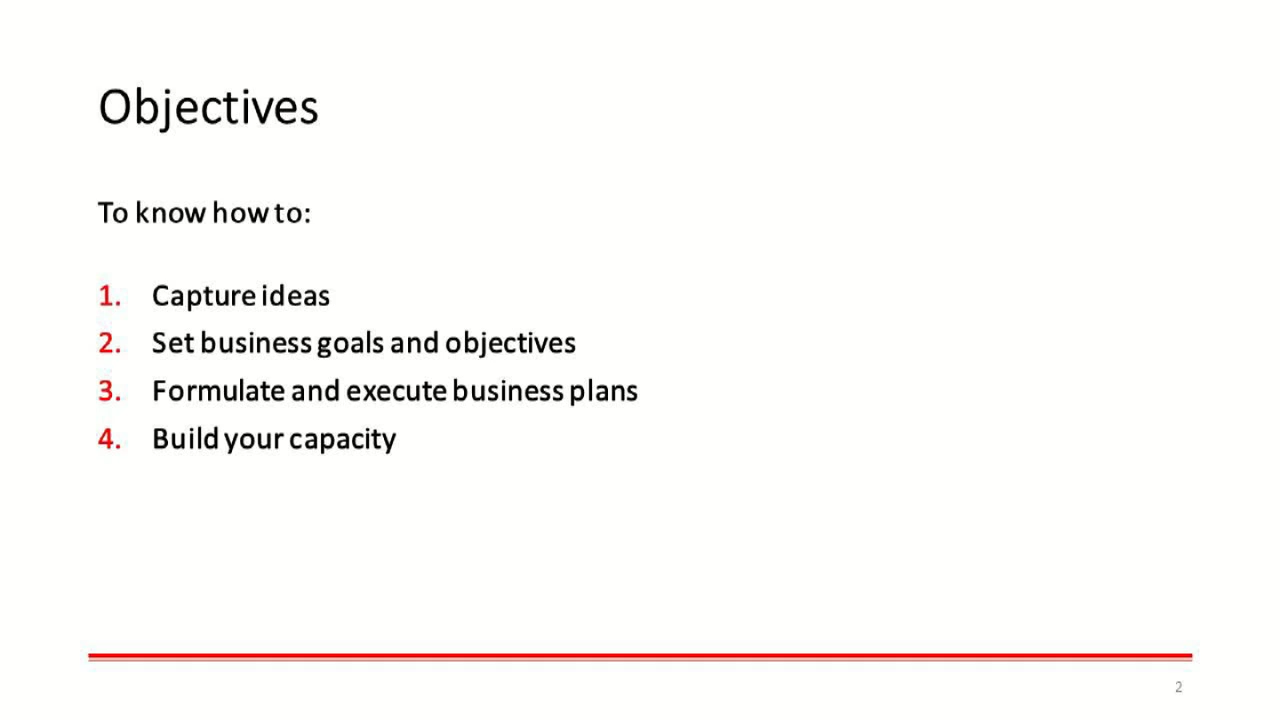 Objectives
To know how to:
1. Capture ideas
2. Set business goals and objectives
3. Formulate and execute business plans
4. Build your capacity
2